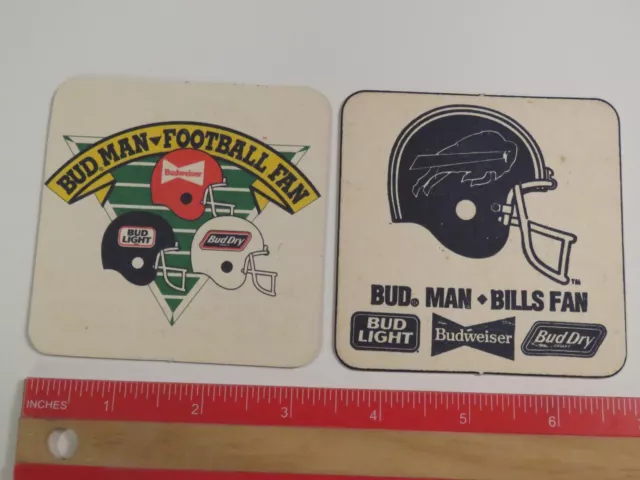 BUD MAN▾FOOTBALL FAN
Budweiser
BUD LIGHT
Bud Dry
TM
BUD® MAN ◆ BILLS FAN
BUD LIGHT
Budweiser
Bud Dry
INCHES 1 2 3 4 5 6